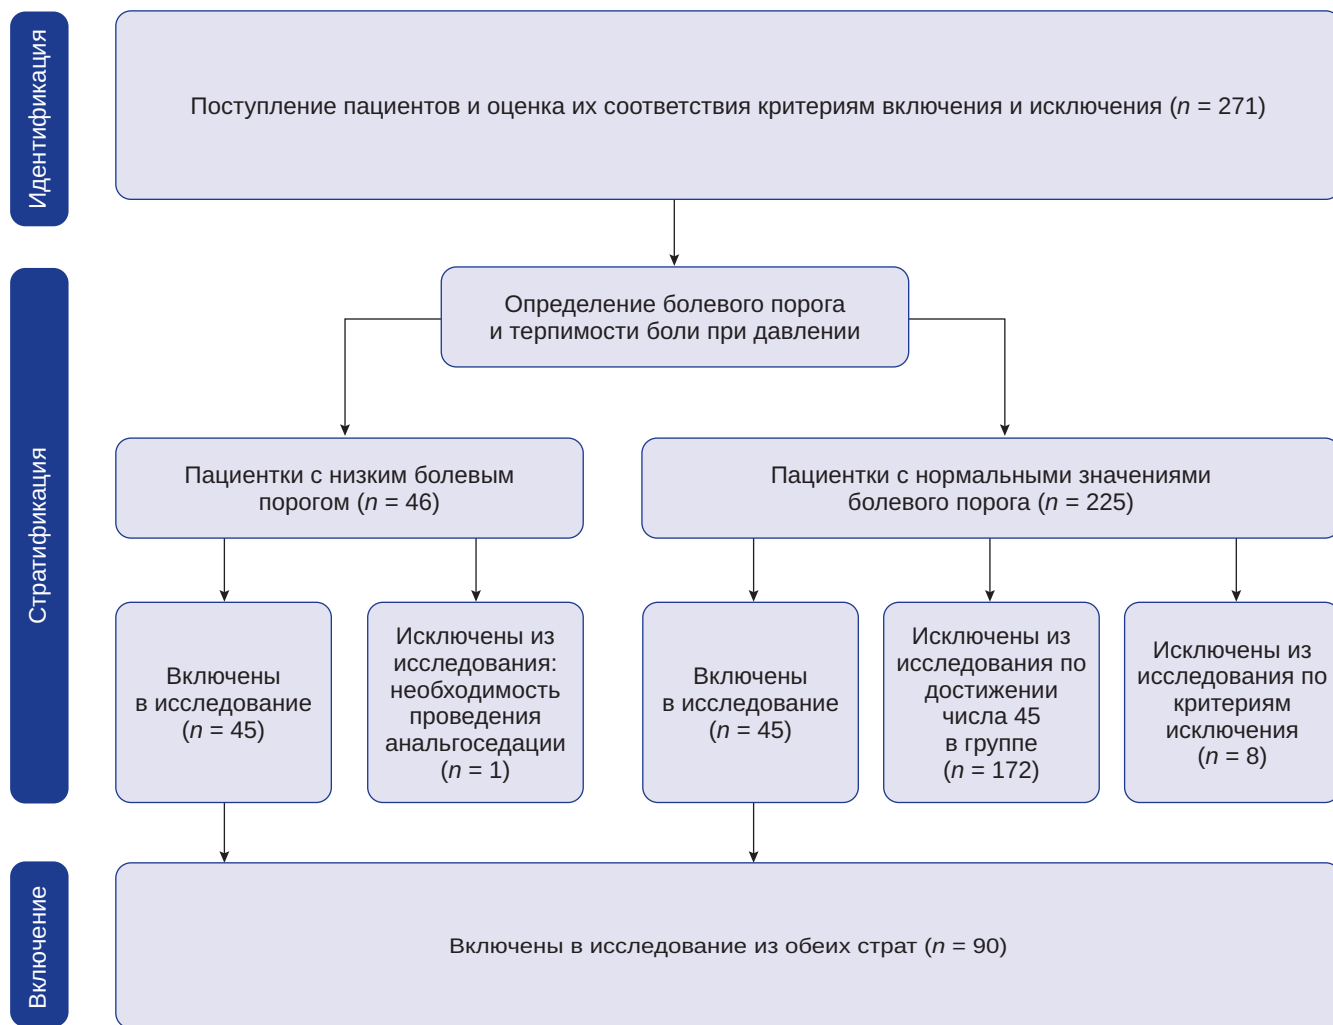 Идентификация
Поступление пациентов и оценка их соответствия критериям включения и исключения (n = 271)
Стратификация
Определение болевого порога
и терпимости боли при давлении
Пациентки с низким болевым
порогом (n = 46)
Пациентки с нормальными значениями
болевого порога (n = 225)
Включены
в исследование
(n = 45)
Исключены из
исследования:
необходимость
проведения
анальгоседации
(n = 1)
Включены
в исследование
(n = 45)
Исключены из
исследования по
достижении
числа 45
в группе
(n = 172)
Исключены из
исследования по
критериям
исключения
(n = 8)
Включение
Включены в исследование из обеих страт (n = 90)